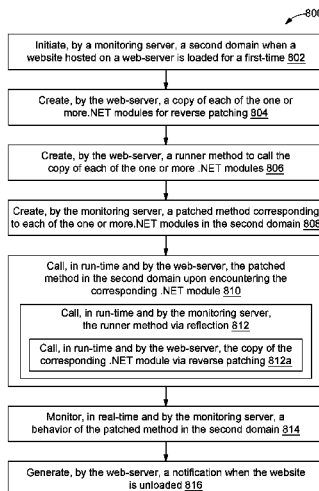 800
Initiate, by a monitoring server, a second domain when a
website hosted on a web-server is loaded for a first-time 802
Create, by the web-server, a copy of each of the one or
more.NET modules for reverse patching 804
Create, by the web-server, a runner method to call the
copy of each of the one or more .NET modules 806
Create, by the monitoring server, a patched method corresponding
to each of the one or more.NET modules in the second domain 808
Call, in run-time and by the web-server, the patched
method in the second domain upon encountering the
corresponding .NET module 810
Call, in run-time and by the monitoring server,
the runner method via reflection 812
Call, in run-time and by the web-server, the copy of the
corresponding .NET module via reverse patching 812a
Monitor, in real-time and by the monitoring server, a
behavior of the patched method in the second domain 814
Generate, by the web-server, a notification when the website
is unloaded 816